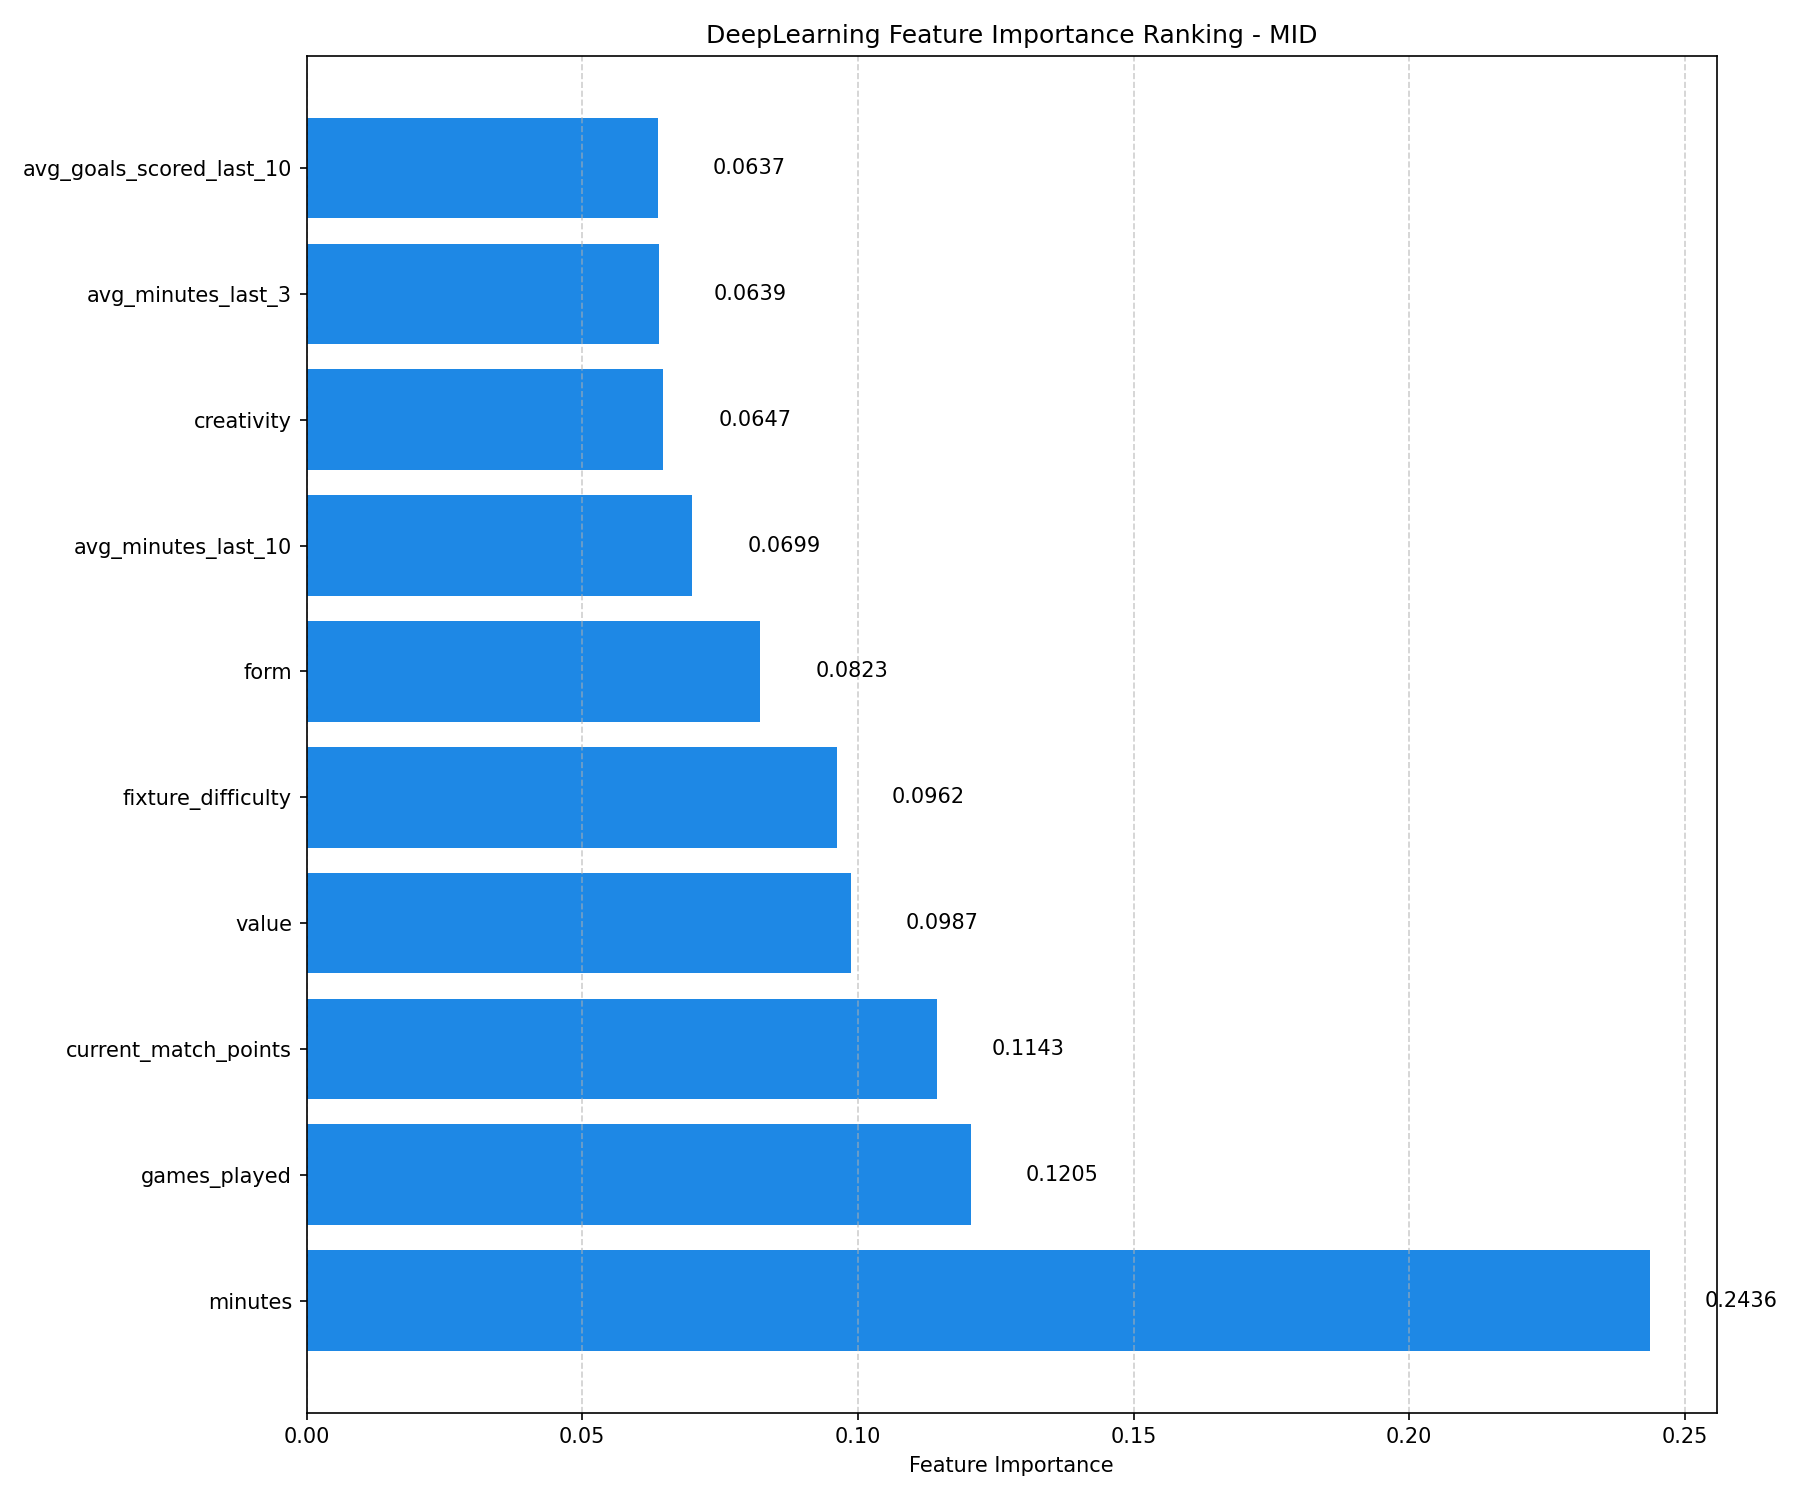 DeepLearning Feature Importance Ranking - MID
avg_goals_scored_last_10 0.0637
avg_minutes_last_3 0.0639
creativity 0.0647
avg_minutes_last_10 0.0699
form 0.0823
fixture_difficulty 0.0962
value 0.0987
current_match_points 0.1143
games_played 0.1205
minutes 0.2436
0.00 0.05 0.10 0.15 0.20 0.25
Feature Importance